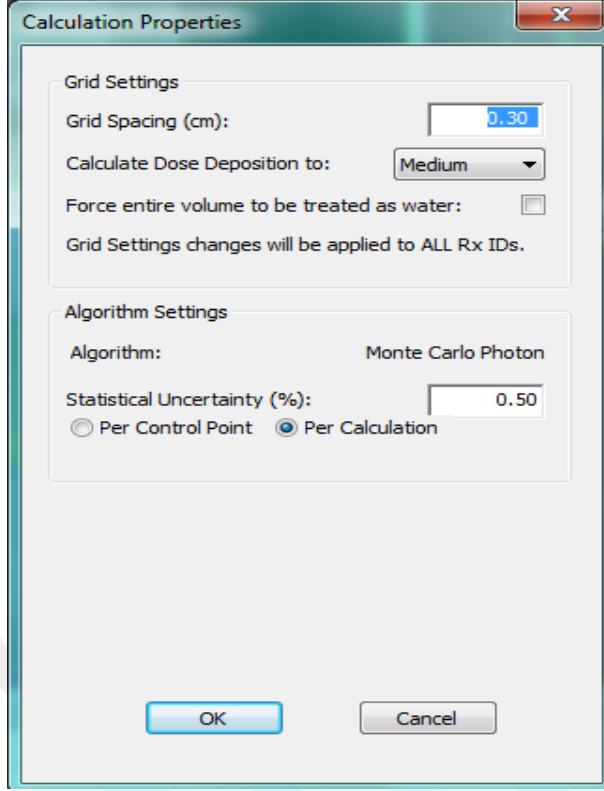 Calculation Properties
Grid Settings
Grid Spacing (cm): 0.30
Calculate Dose Deposition to: Medium
Force entire volume to be treated as water:
Grid Settings changes will be applied to ALL Rx IDs.
Algorithm Settings
Algorithm: Monte Carlo Photon
Statistical Uncertainty (%): 0.50
Per Control Point Per Calculation
OK Cancel